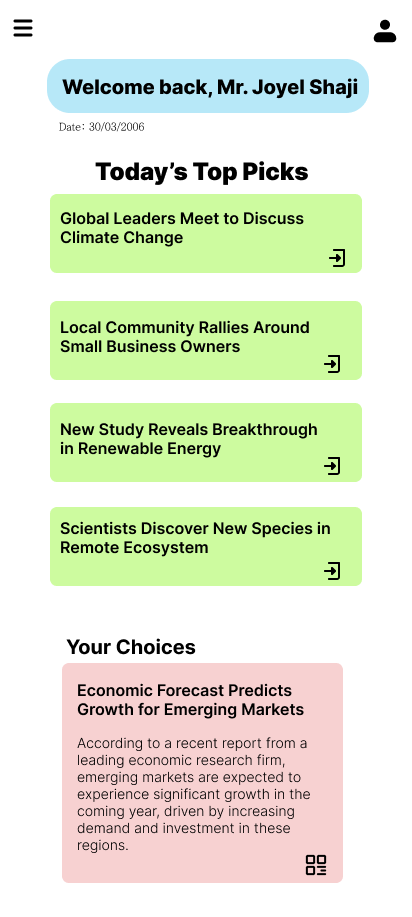 Welcome back, Mr. Joyel Shaji
Date: 30/03/2006
Today’s Top Picks
Global Leaders Meet to Discuss
Climate Change
Local Community Rallies Around
Small Business Owners
New Study Reveals Breakthrough
in Renewable Energy
Scientists Discover New Species in
Remote Ecosystem
Your Choices
Economic Forecast Predicts
Growth for Emerging Markets
According to a recent report from a
leading economic research firm,
emerging markets are expected to
experience significant growth in the
coming year, driven by increasing
demand and investment in these
regions.